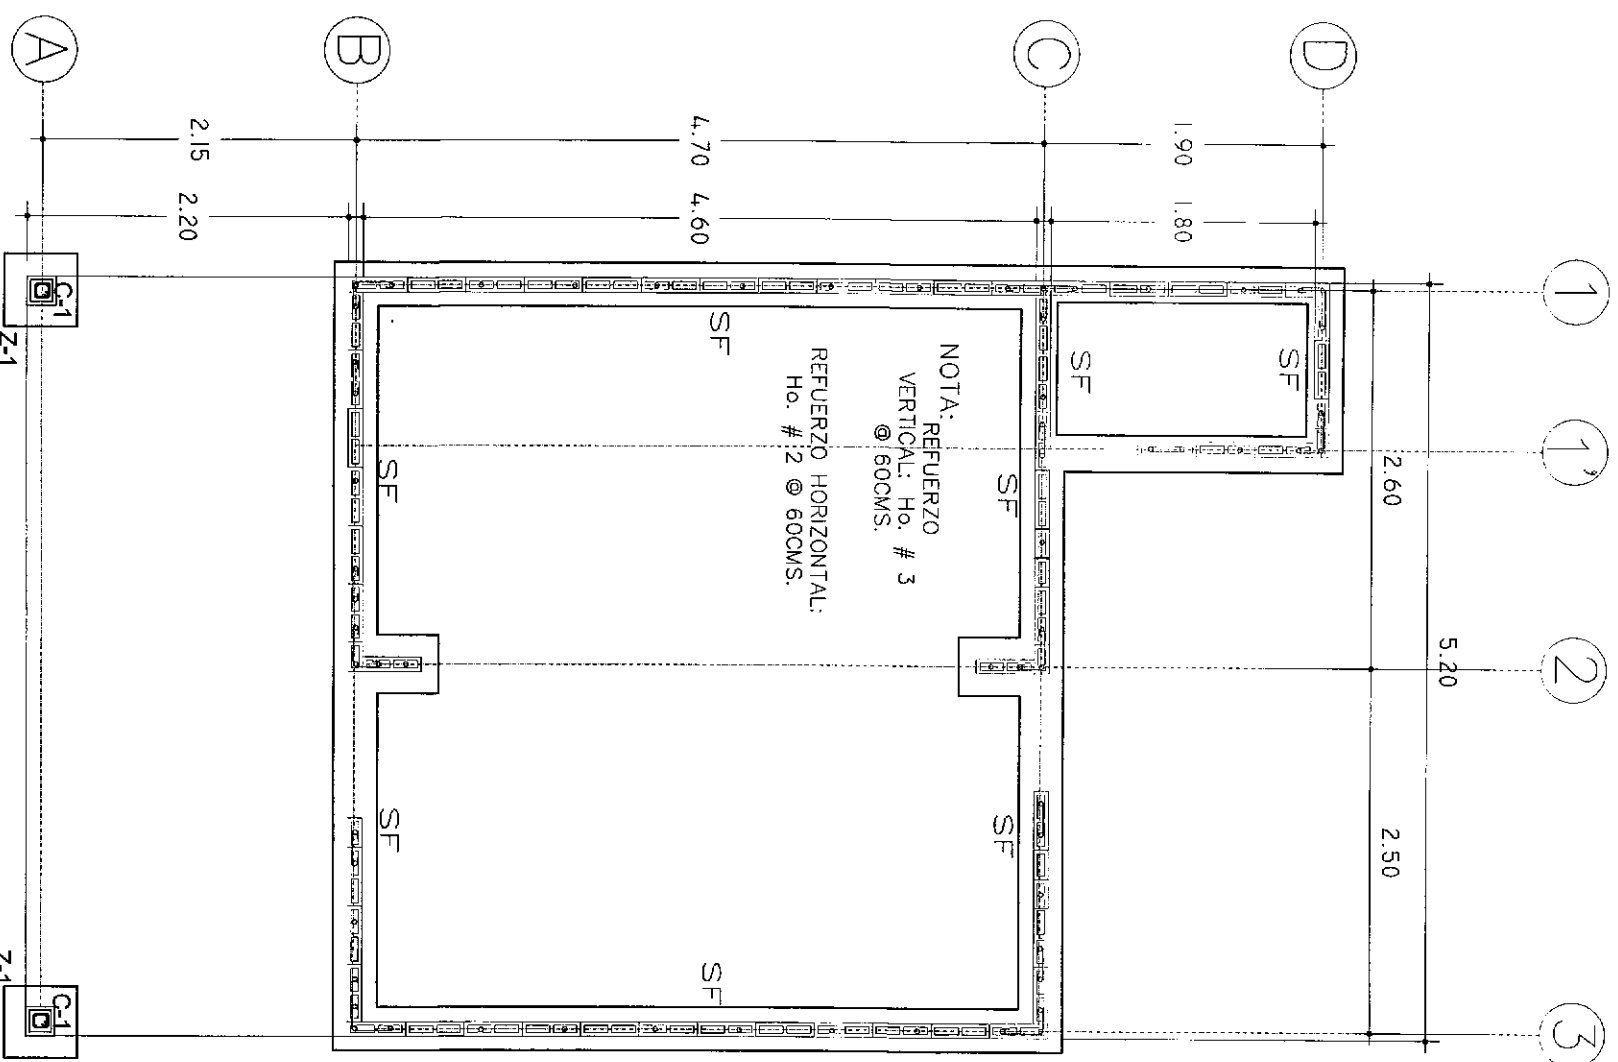 A
B
C
D
2.15
4.70
1.90
2.20
4.60
1.80
1
1'
2
3
2.60
2.50
5.20
C-1
Z-1
C-1
Z-1
SF
SF
SF
SF
SF
SF
SF
SF
NOTA: REFUERZO
VERTICAL: Ho. # 3
@ 60CMS.
REFUERZO HORIZONTAL:
Ho. # 2 @ 60CMS.